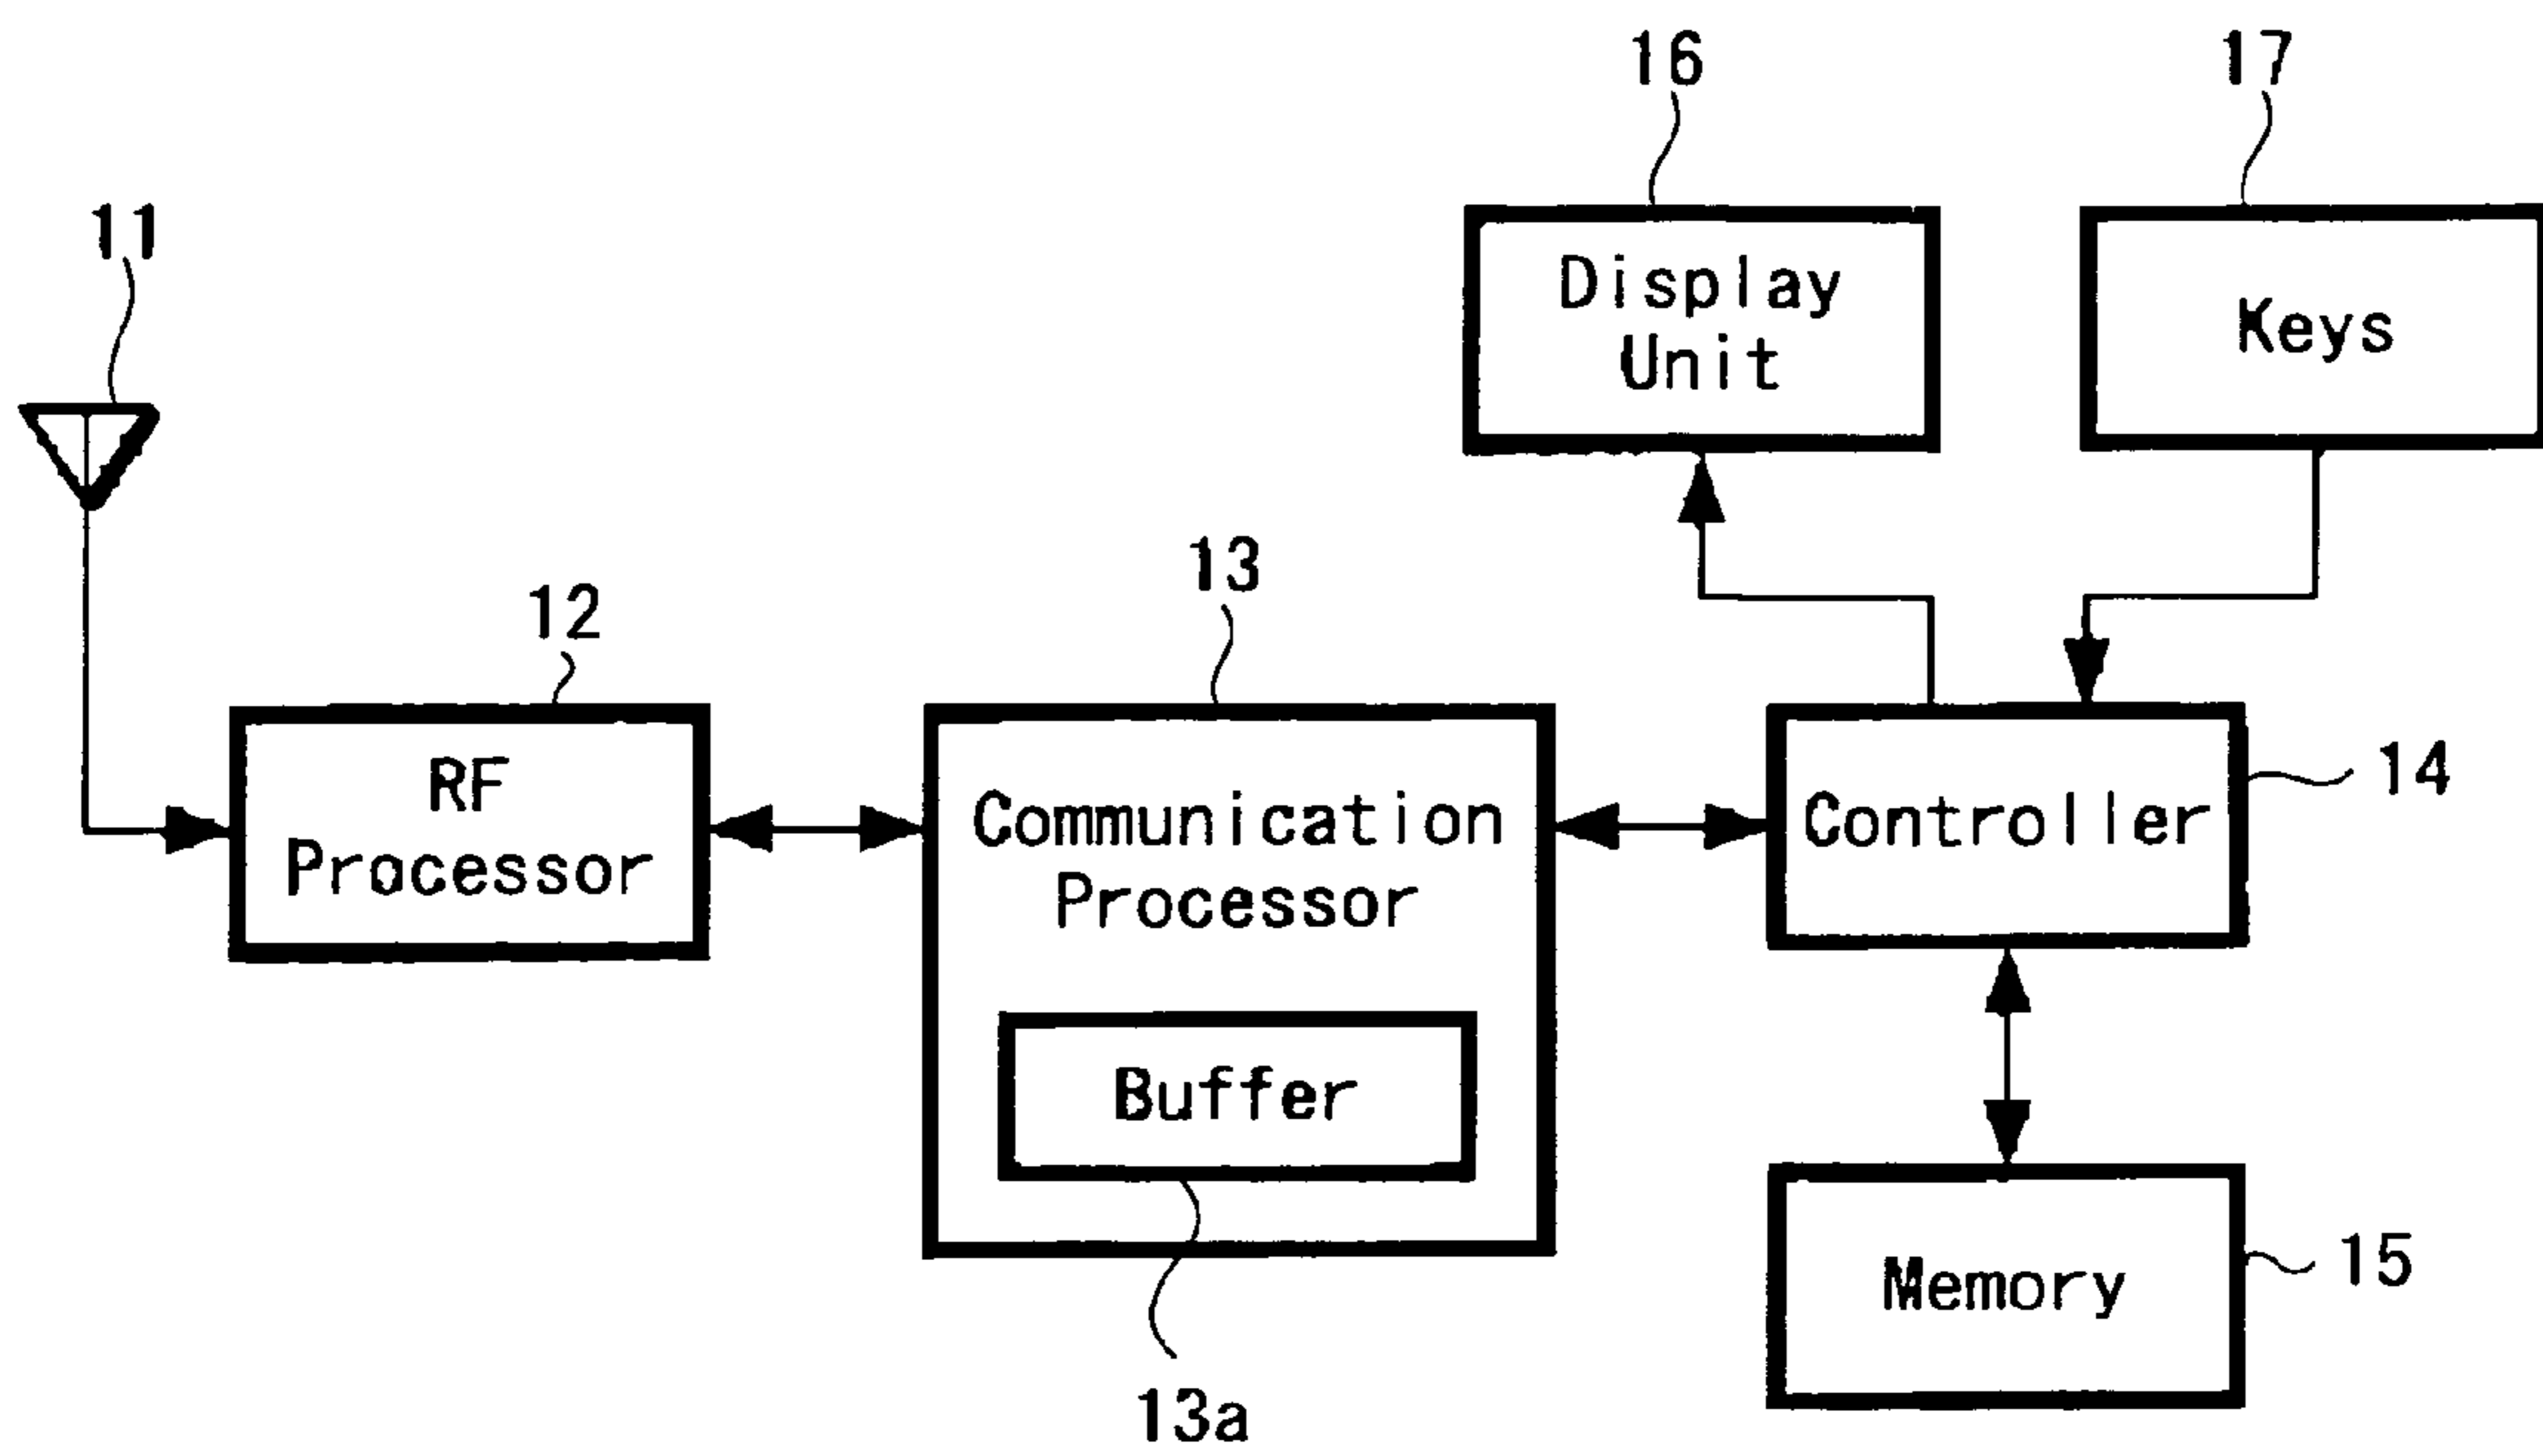 16
17
11
Display
Unit
Keys
13
12
14
RF
Processor
Communication
Processor
Controller
Buffer
15
Memory
13a